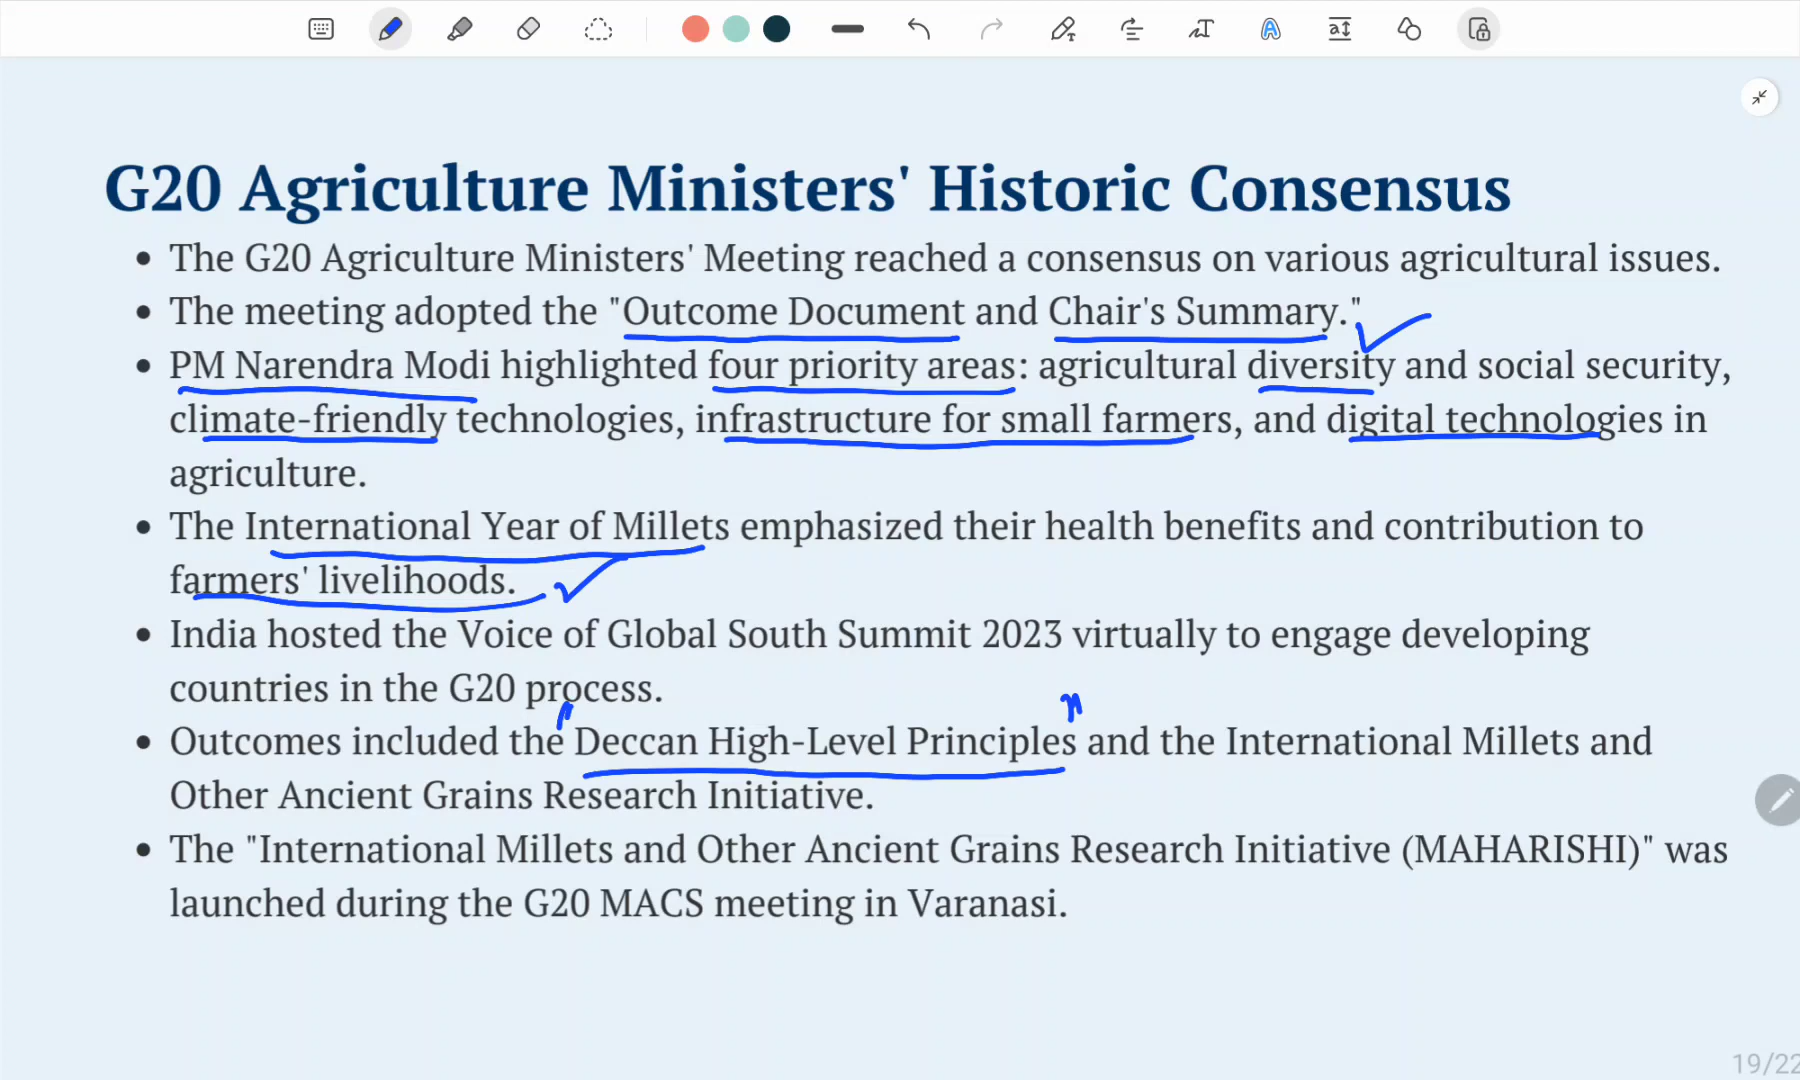 G20 Agriculture Ministers' Historic Consensus
• The G20 Agriculture Ministers' Meeting reached a consensus on various agricultural issues.
• The meeting adopted the "Outcome Document and Chair's Summary."
• PM Narendra Modi highlighted four priority areas: agricultural diversity and social security,
climate-friendly technologies, infrastructure for small farmers, and digital technologies in
agriculture.
• The International Year of Millets emphasized their health benefits and contribution to
farmers' livelihoods.
• India hosted the Voice of Global South Summit 2023 virtually to engage developing
countries in the G20 process.
• Outcomes included the "Deccan High-Level Principles" and the International Millets and
Other Ancient Grains Research Initiative.
• The "International Millets and Other Ancient Grains Research Initiative (MAHARISHI)" was
launched during the G20 MACS meeting in Varanasi.
19/22